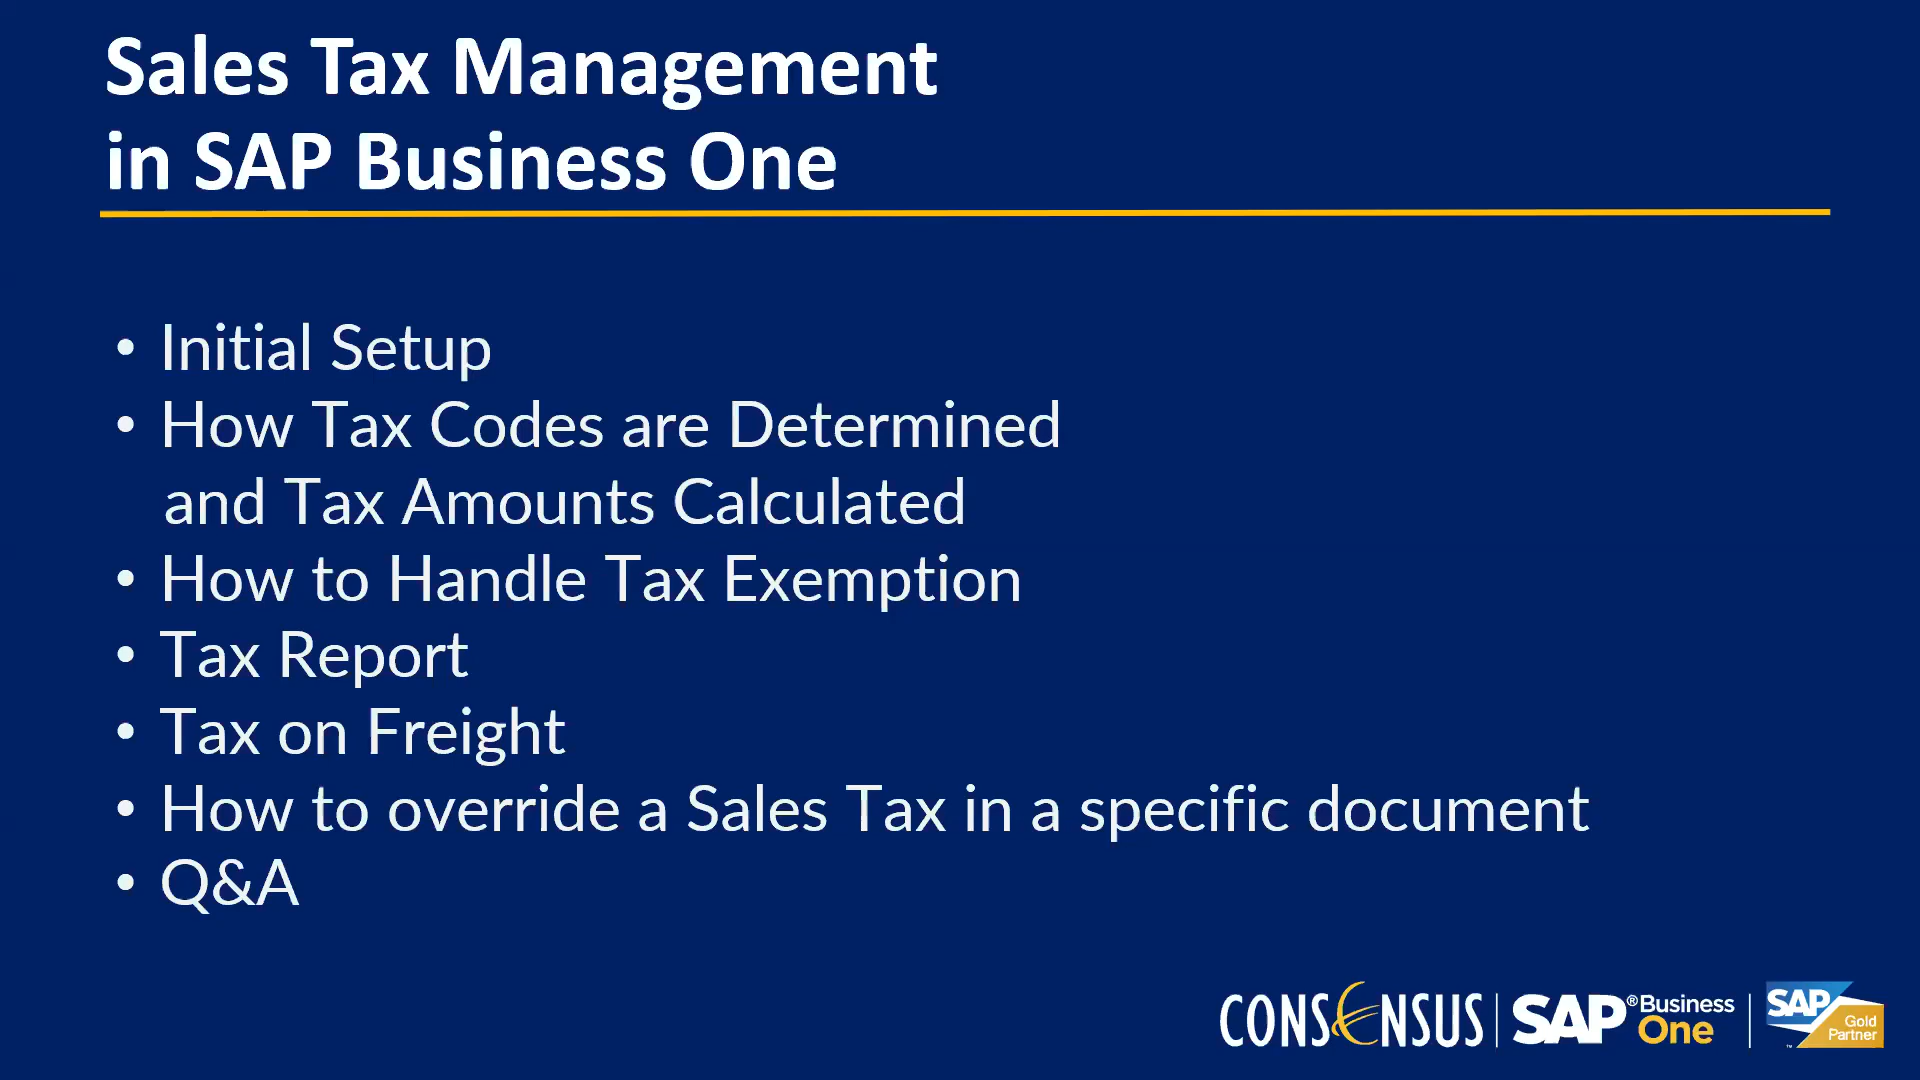 Sales Tax Management
in SAP Business One
• Initial Setup
• How Tax Codes are Determined
and Tax Amounts Calculated
• How to Handle Tax Exemption
• Tax Report
• Tax on Freight
• How to override a Sales Tax in a specific document
• Q&A
CONSENSUS | SAP® Business One | SAP™ Gold Partner